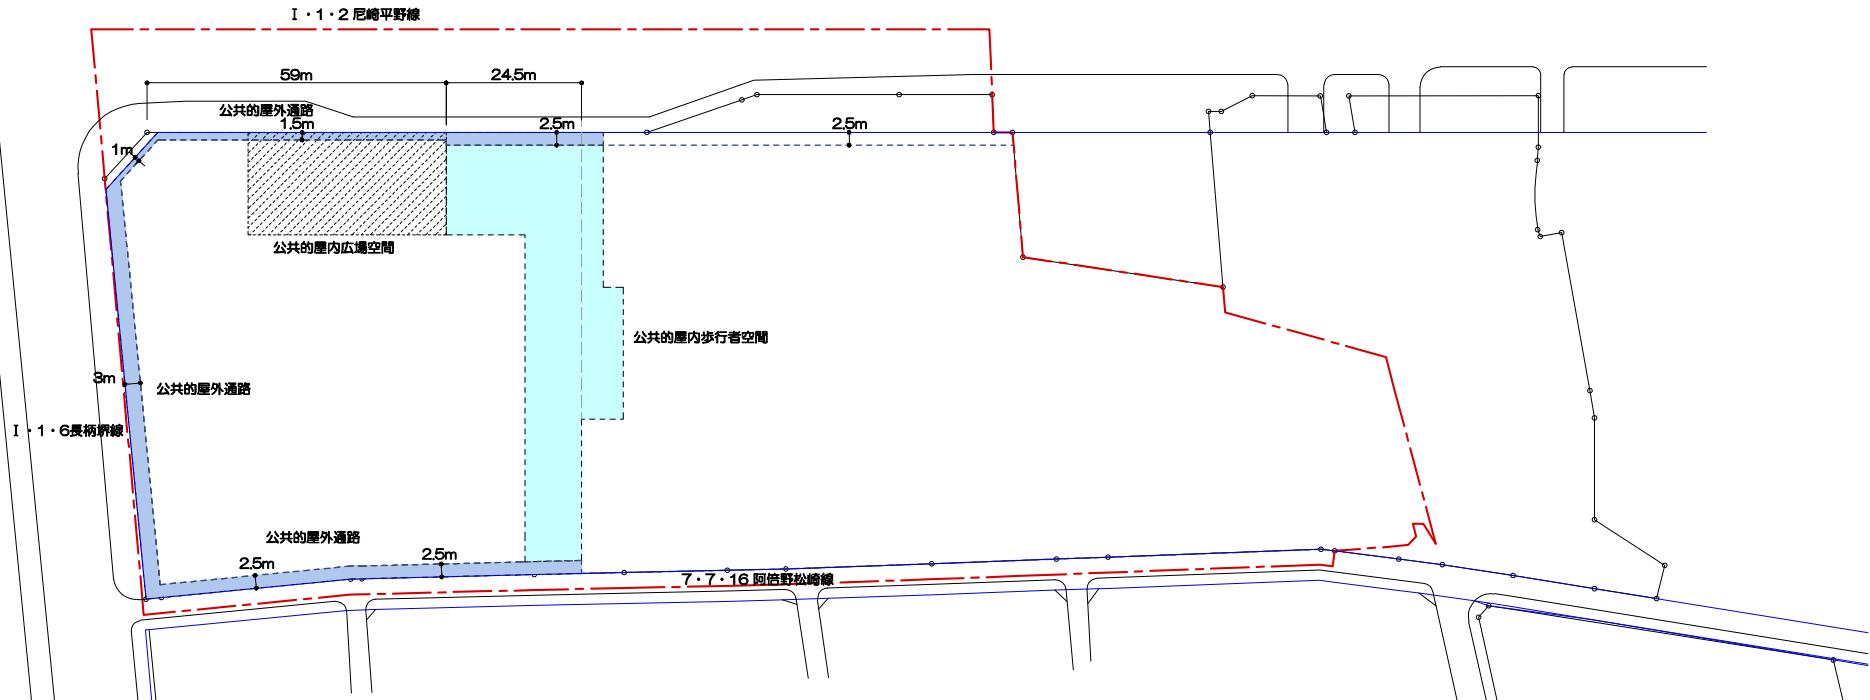 Ⅰ・1・2 尼崎平野線
59m
24.5m
公共的屋外通路
1.5m
2.5m
2.5m
1m
公共的屋内広場空間
公共的屋内歩行者空間
3m
公共的屋外通路
Ⅰ・1・6長柄堺線
公共的屋外通路
2.5m
2.5m
7・7・16 阿倍野松崎線